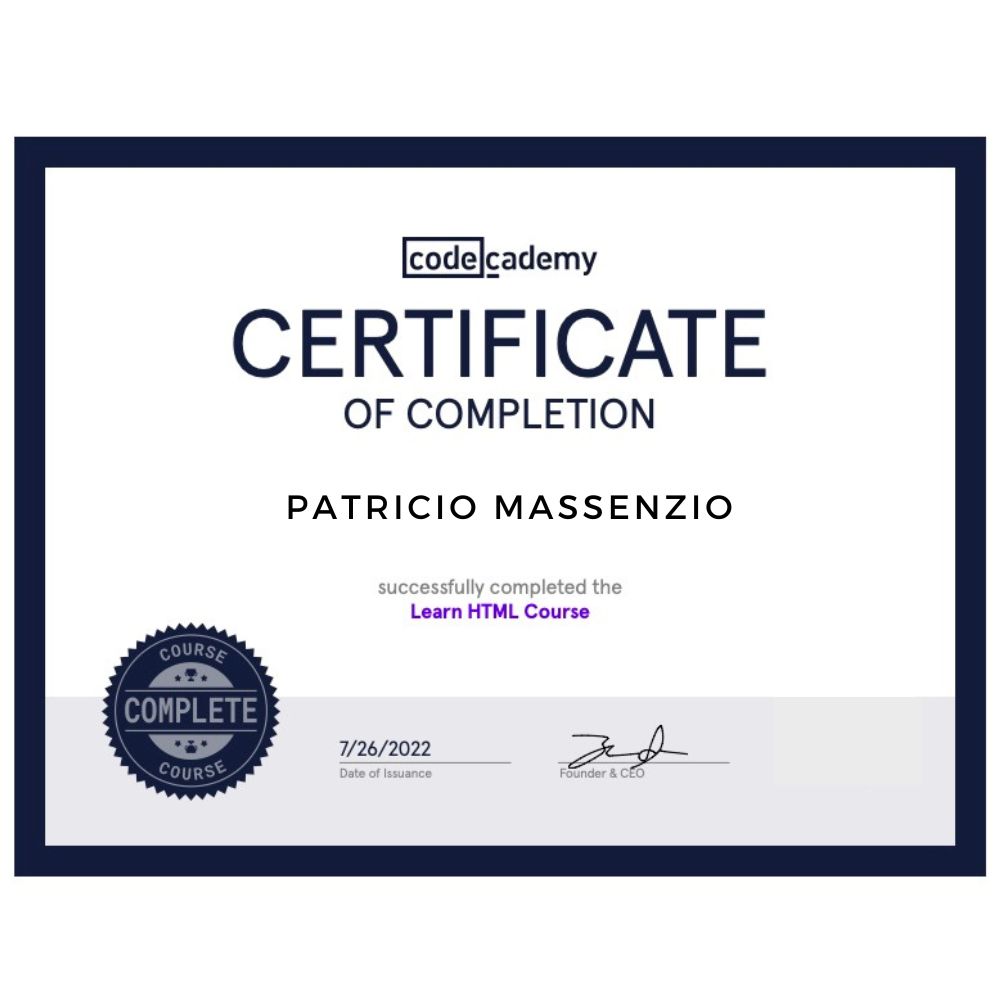 codecademy
CERTIFICATE
OF COMPLETION
PATRICIO MASSENZIO
successfully completed the
Learn HTML Course
COURSE
COMPLETE
COURSE
7/26/2022
Date of Issuance
Founder & CEO